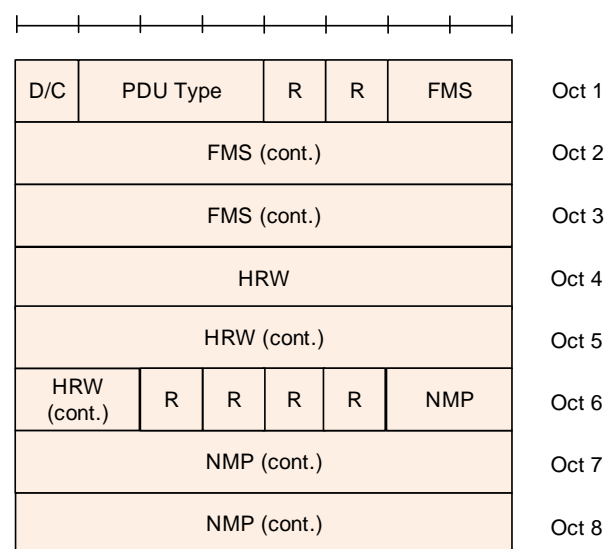 D/C PDU Type R R FMS Oct 1
FMS (cont.) Oct 2
FMS (cont.) Oct 3
HRW Oct 4
HRW (cont.) Oct 5
HRW (cont.) R R R R NMP Oct 6
NMP (cont.) Oct 7
NMP (cont.) Oct 8